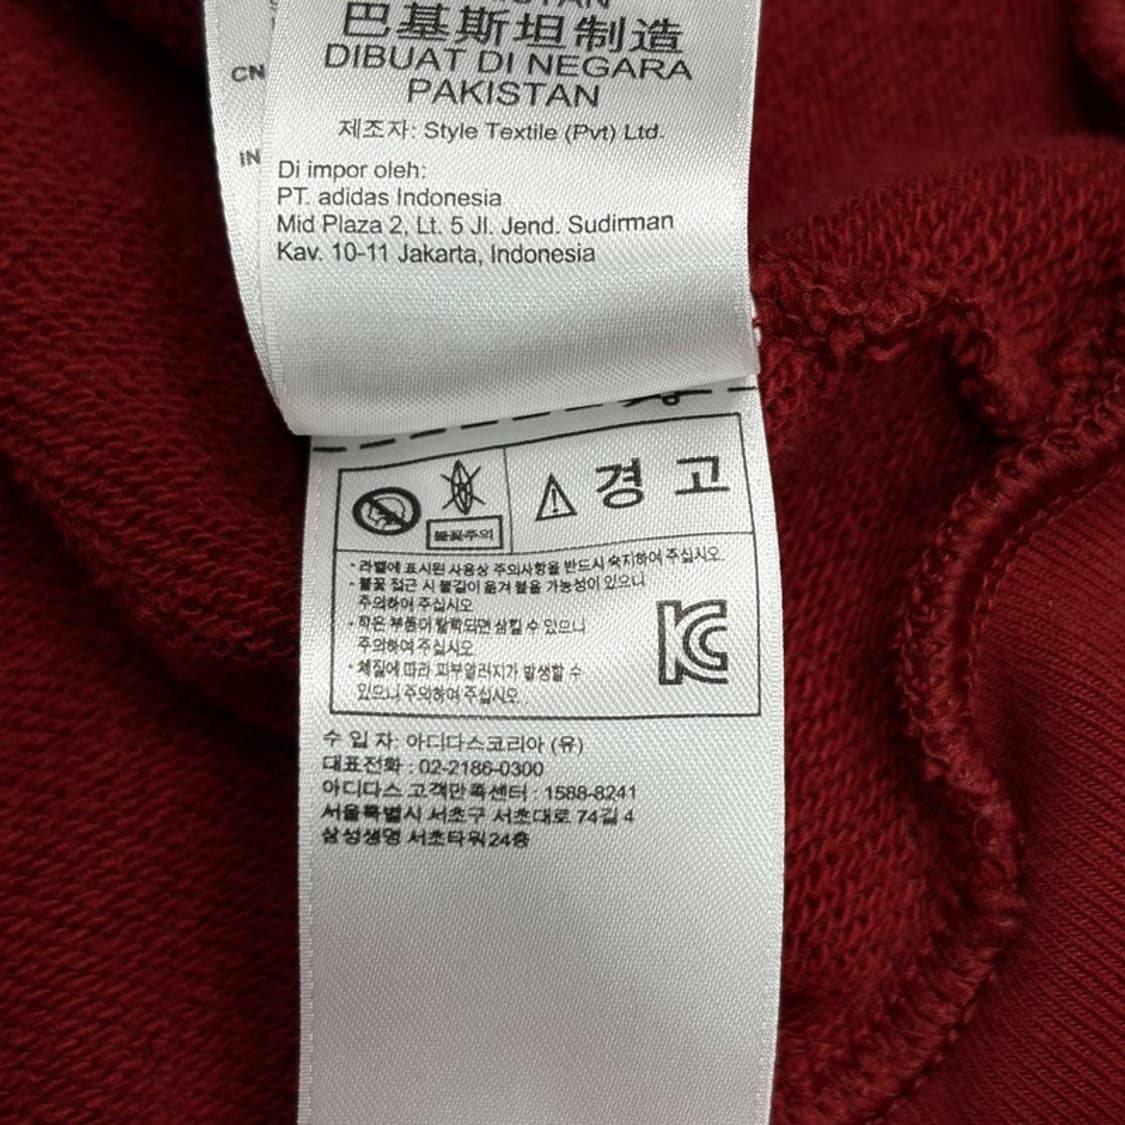 巴基斯坦制造
DIBUAT DI NEGARA
PAKISTAN
제조자: Style Textile (Pvt) Ltd.
Di impor oleh:
PT. adidas Indonesia
Mid Plaza 2, Lt. 5 Jl. Jend. Sudirman
Kav. 10-11 Jakarta, Indonesia
CN
IN
불꽃주의
경 고
· 라벨에 표시된 사용상 주의사항을 반드시 숙지하여 주십시오.
· 불꽃 접근 시 불길이 옮겨 붙을 가능성이 있으니
주의하여 주십시오
· 작은 부품이 탈락되면 삼킬 수 있으니
주의하여 주십시오
· 체질에 따라 피부알러지가 발생할 수
있으니 주의하여 주십시오.
KC
수 입 자: 아디다스코리아 (유)
대표전화 : 02-2186-0300
아디다스 고객만족센터 : 1588-8241
서울특별시 서초구 서초대로 74길 4
삼성생명 서초타워 24층